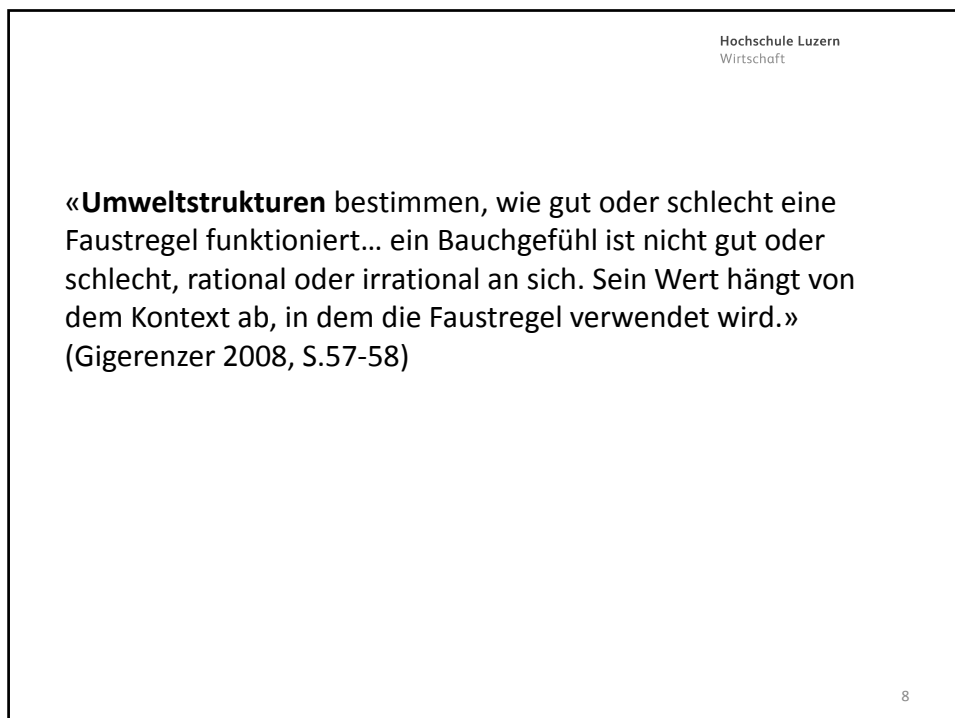 Hochschule Luzern
Wirtschaft
«Umweltstrukturen bestimmen, wie gut oder schlecht eine
Faustregel funktioniert… ein Bauchgefühl ist nicht gut oder
schlecht, rational oder irrational an sich. Sein Wert hängt von
dem Kontext ab, in dem die Faustregel verwendet wird.»
(Gigerenzer 2008, S.57-58)
8